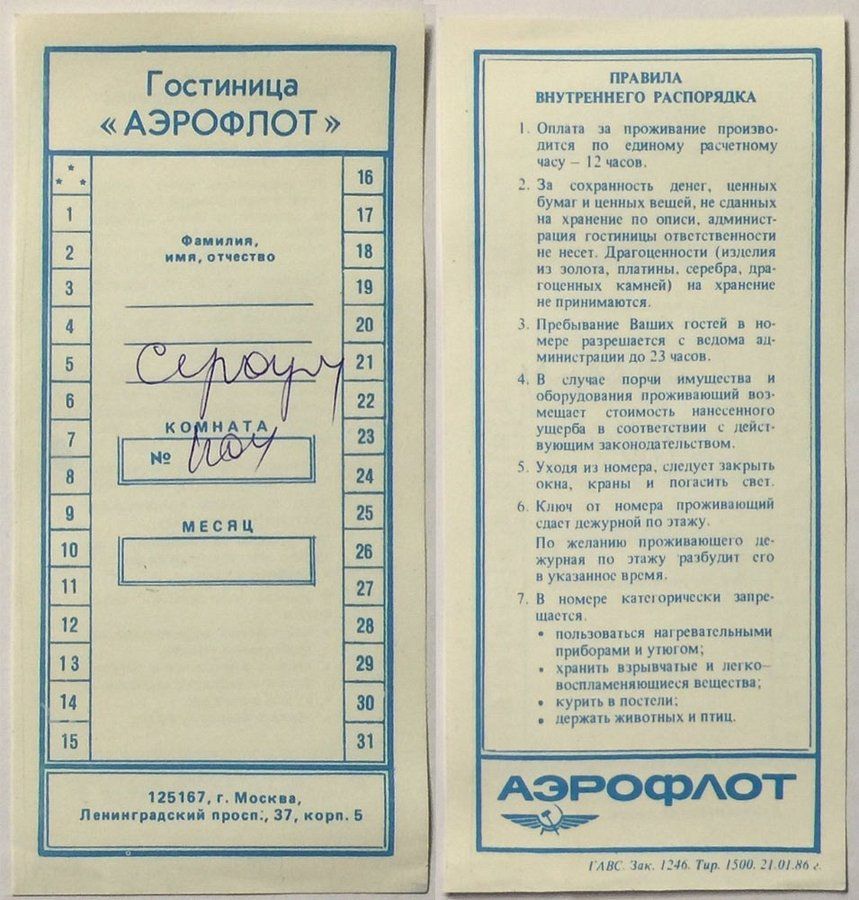 Гостиница
«АЭРОФЛОТ»
16
1
17
2
18
3
19
4
20
5
21
6
22
7
23
8
24
9
25
10
26
11
27
12
28
13
29
14
30
15
31
Фамилия,
имя, отчество
КОМНАТА
№
МЕСЯЦ
125167, г. Москва,
Ленинградский просп., 37, корп. 5
ПРАВИЛА
ВНУТРЕННЕГО РАСПОРЯДКА
1. Оплата за проживание произво-
дится по единому расчетному
часу – 12 часов.
2. За сохранность денег, ценных
бумаг и ценных вещей, не сданных
на хранение по описи, админист-
рация гостиницы ответственности
не несет. Драгоценности (изделия
из золота, платины, серебра, дра-
гоценных камней) на хранение
не принимаются.
3. Пребывание Ваших гостей в но-
мере разрешается с ведома ад-
министрации до 23 часов.
4. В случае порчи имущества и
оборудования проживающий воз-
мещает стоимость нанесенного
ущерба в соответствии с дейст-
вующим законодательством.
5. Уходя из номера, следует закрыть
окна, краны и погасить свет.
6. Ключ от номера проживающий
сдает дежурной по этажу.
По желанию проживающего де-
журная по этажу разбудит его
в указанное время.
7. В номере категорически запре-
щается.
• пользоваться нагревательными
приборами и утюгом;
• хранить взрывчатые и легко-
воспламеняющиеся вещества;
• курить в постели;
• держать животных и птиц.
АЭРОФЛОТ
ГАВС. Зак. 1246. Тир. 1500. 21.01.86 г.